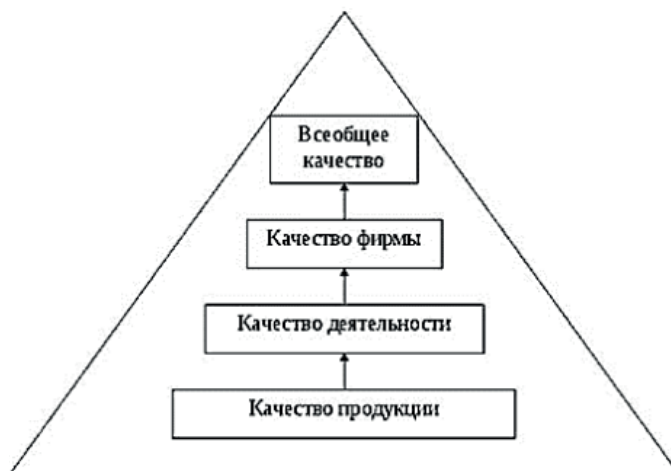 Всеобщее
качество
Качество фирмы
Качество деятельности
Качество продукции